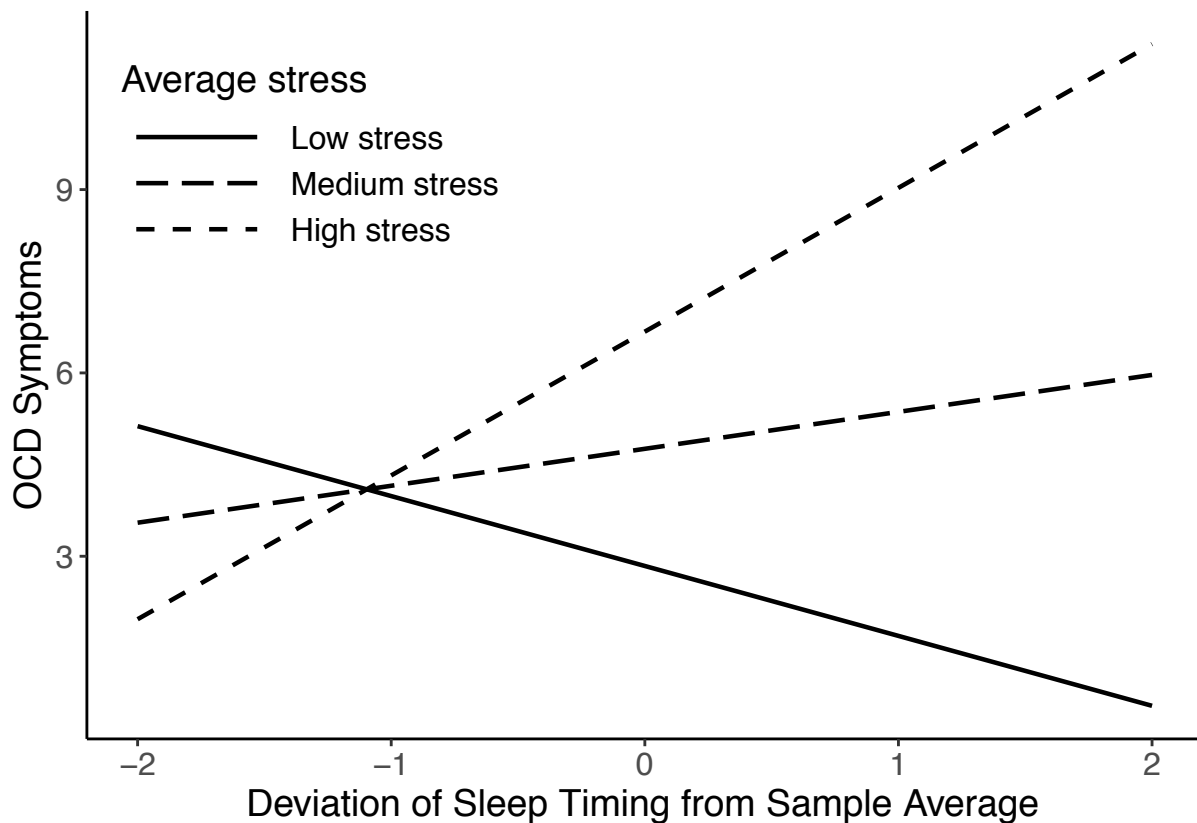 Average stress
Low stress
Medium stress
High stress
9
6
3
OCD Symptoms
−2 −1 0 1 2
Deviation of Sleep Timing from Sample Average